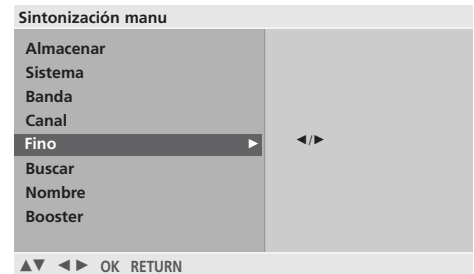 Sintonización manu
Almacenar
Sistema
Banda
Canal
Fino ▶ ◀/▶
Buscar
Nombre
Booster
▲▼ ◀▶ OK RETURN